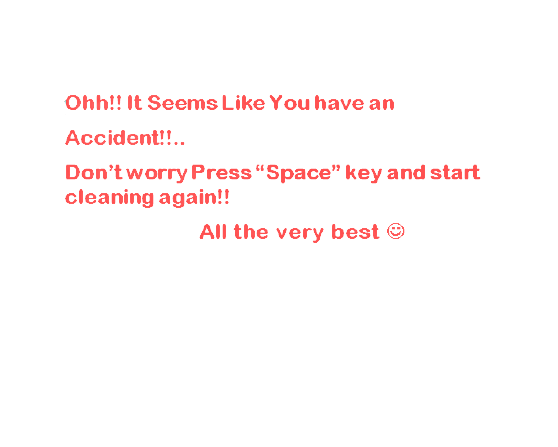 Ohh!! It Seems Like You have an
Accident!!..
Don't worry Press “Space” key and start
cleaning again!!
All the very best ☺